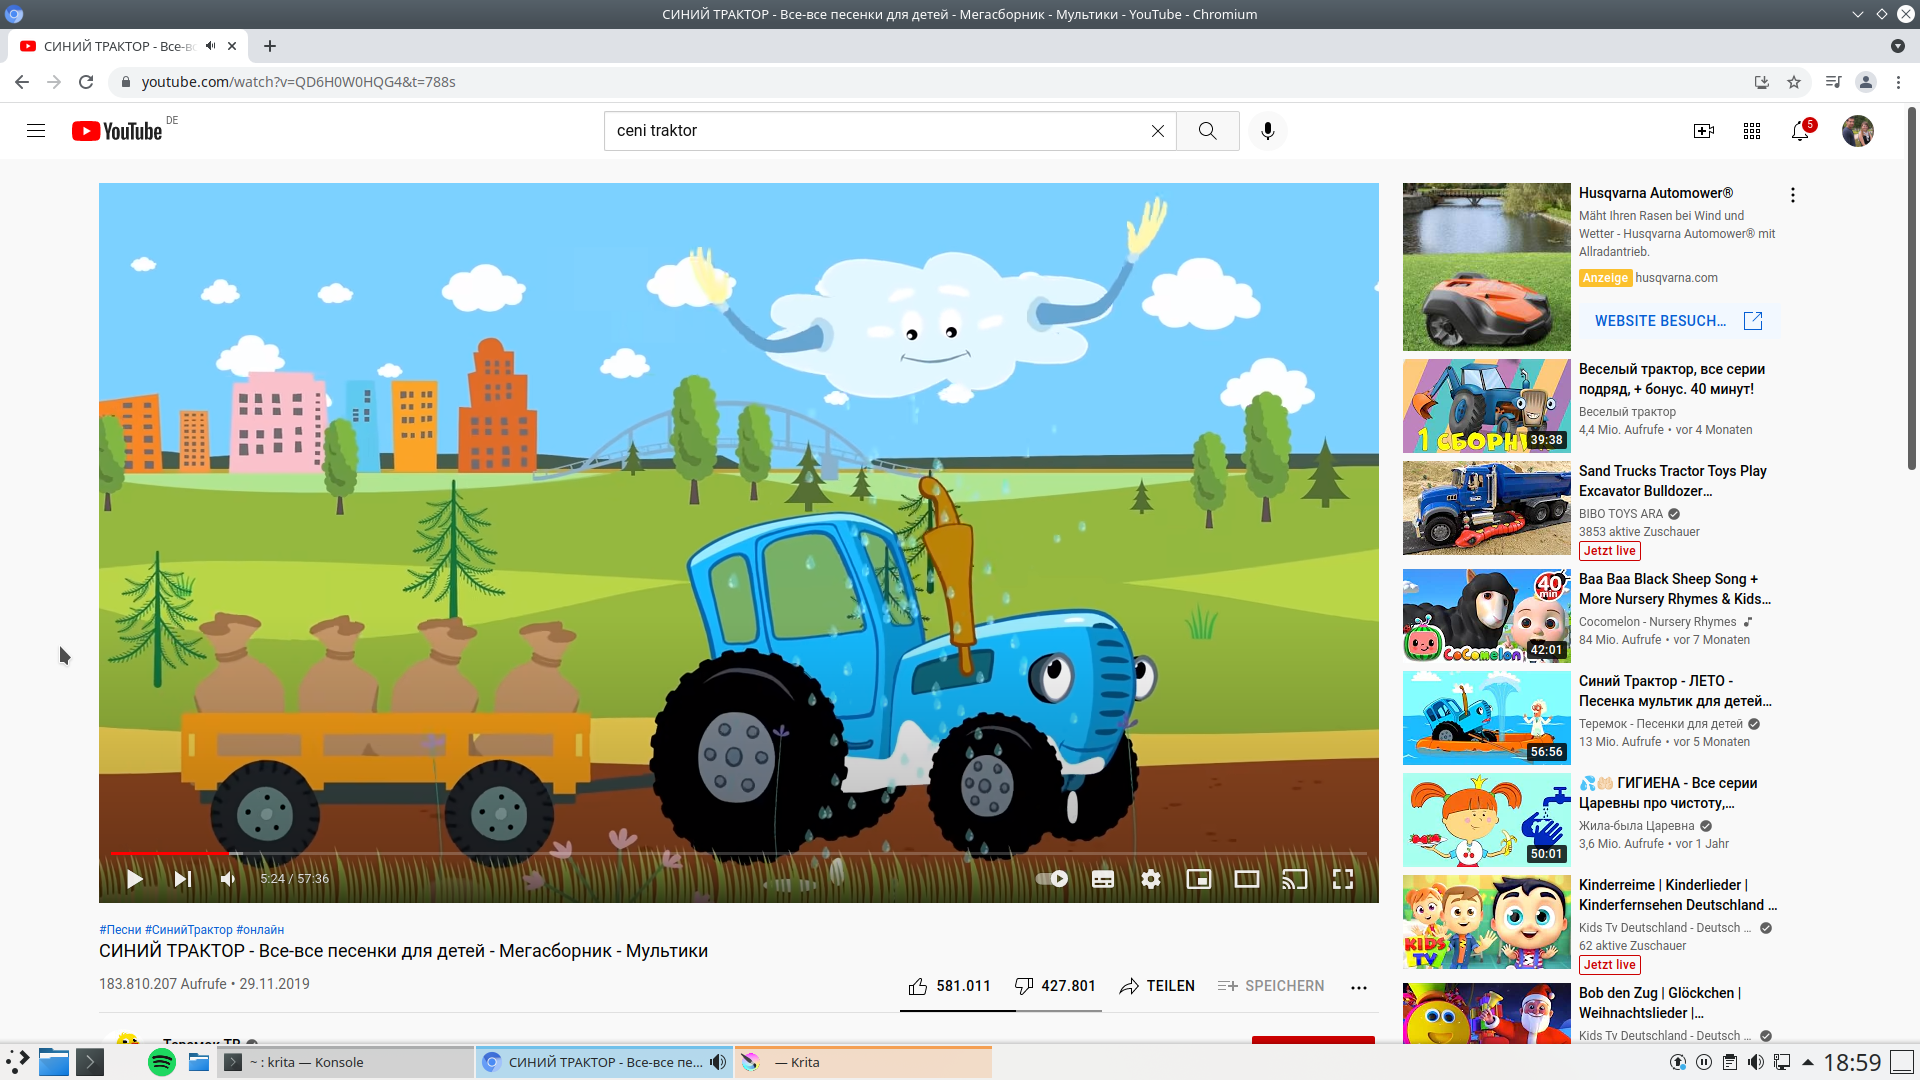 СИНИЙ ТРАКТОР - Все-все песенки для детей - Мегасборник - Мультики - YouTube - Chromium
СИНИЙ ТРАКТОР - Все-вс
youtube.com/watch?v=QD6H0W0HQG4&t=788s
YouTube DE
ceni traktor
5
Husqvarna Automower®
Mäht Ihren Rasen bei Wind und
Wetter - Husqvarna Automower® mit
Allradantrieb.
Anzeige husqvarna.com
WEBSITE BESUCH...
1 СБОРН
39:38
Веселый трактор, все серии
подряд, + бонус. 40 минут!
Веселый трактор
4,4 Mio. Aufrufe • vor 4 Monaten
Sand Trucks Tractor Toys Play
Excavator Bulldozer...
BIBO TOYS ARA
3853 aktive Zuschauer
Jetzt live
40 min
CoComelon
42:01
Baa Baa Black Sheep Song +
More Nursery Rhymes & Kids...
Cocomelon - Nursery Rhymes
84 Mio. Aufrufe • vor 7 Monaten
56:56
Синий Трактор - ЛЕТО -
Песенка мультик для детей...
Теремок - Песенки для детей
13 Mio. Aufrufe • vor 5 Monaten
50:01
💦👏🏻 ГИГИЕНА - Все серии
Царевны про чистоту,...
Жила-была Царевна
3,6 Mio. Aufrufe • vor 1 Jahr
KIDS TV
Kinderreime | Kinderlieder |
Kinderfernsehen Deutschland ...
Kids Tv Deutschland - Deutsch ...
62 aktive Zuschauer
Jetzt live
Bob den Zug | Glöckchen |
Weihnachtslieder |...
Kids Tv Deutschland - Deutsch ...
5:24 / 57:36
#Песни #СинийТрактор #онлайн
СИНИЙ ТРАКТОР - Все-все песенки для детей - Мегасборник - Мультики
183.810.207 Aufrufe • 29.11.2019
581.011
427.801
TEILEN
SPEICHERN
Теремок ТВ
~ : krita — Konsole
СИНИЙ ТРАКТОР - Все-все пе...
— Krita
18:59